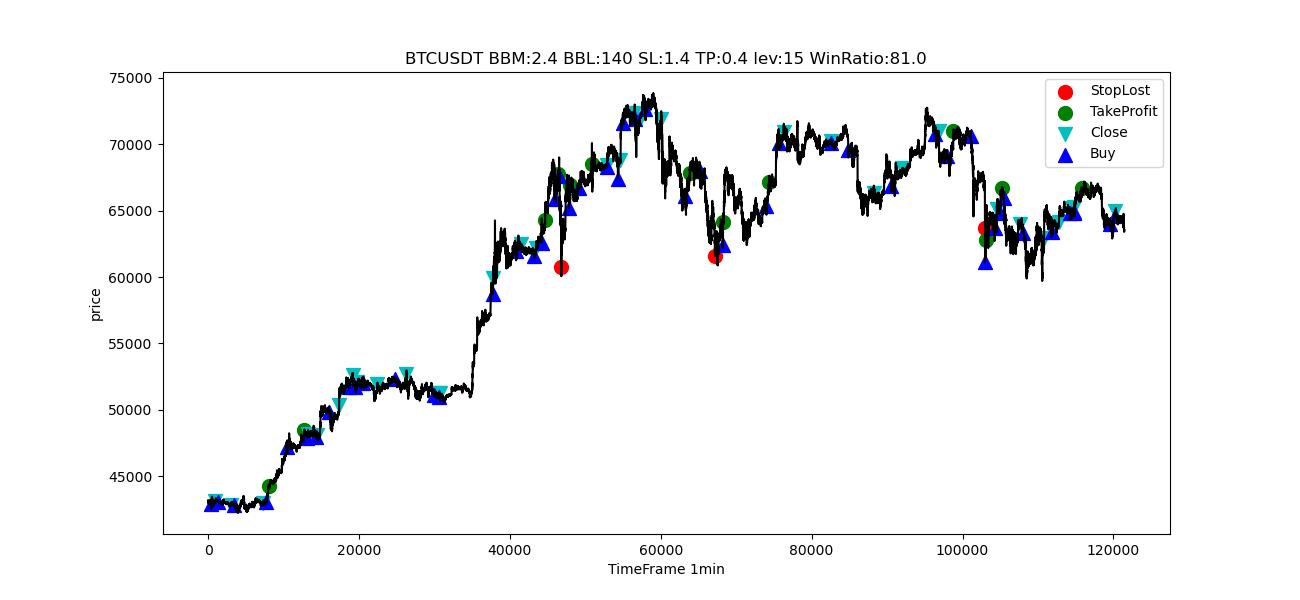 BTCUSDT BBM:2.4 BBL:140 SL:1.4 TP:0.4 lev:15 WinRatio:81.0
75000
70000
65000
60000
55000
50000
45000
price
StopLost
TakeProfit
Close
Buy
0 20000 40000 60000 80000 100000 120000
TimeFrame 1min